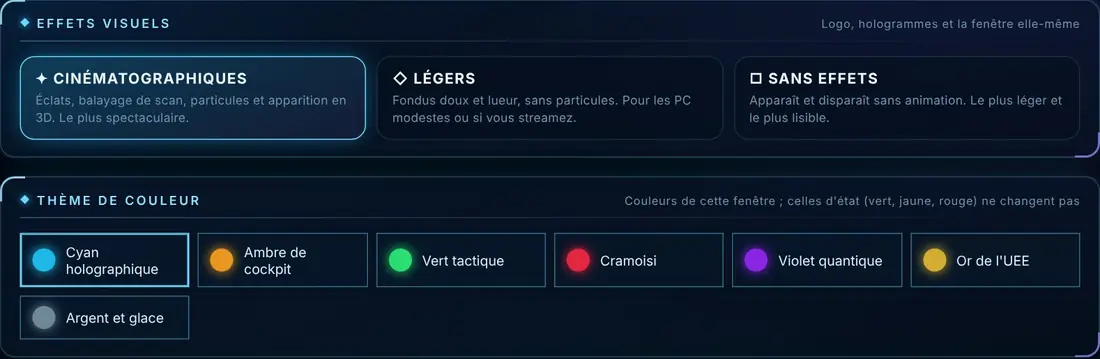 EFFETS VISUELS
Logo, hologrammes et la fenêtre elle-même
CINÉMATOGRAPHIQUES
Éclats, balayage de scan, particules et apparition en
3D. Le plus spectaculaire.
LÉGERS
Fondus doux et lueur, sans particules. Pour les PC
modestes ou si vous streamez.
SANS EFFETS
Apparaît et disparaît sans animation. Le plus léger et
le plus lisible.
THÈME DE COULEUR
Couleurs de cette fenêtre ; celles d'état (vert, jaune, rouge) ne changent pas
Cyan
holographique
Ambre de
cockpit
Vert tactique
Cramoisi
Violet quantique
Or de l'UEE
Argent et glace